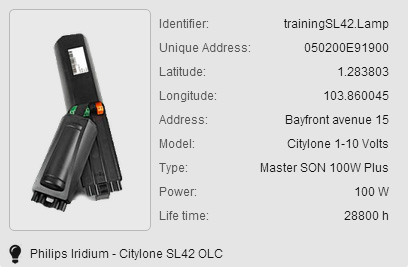 Identifier: trainingSL42.Lamp
Unique Address: 050200E91900
Latitude: 1.283803
Longitude: 103.860045
Address: Bayfront avenue 15
Model: Citylone 1-10 Volts
Type: Master SON 100W Plus
Power: 100 W
Life time: 28800 h
Philips Iridium - Citylone SL42 OLC